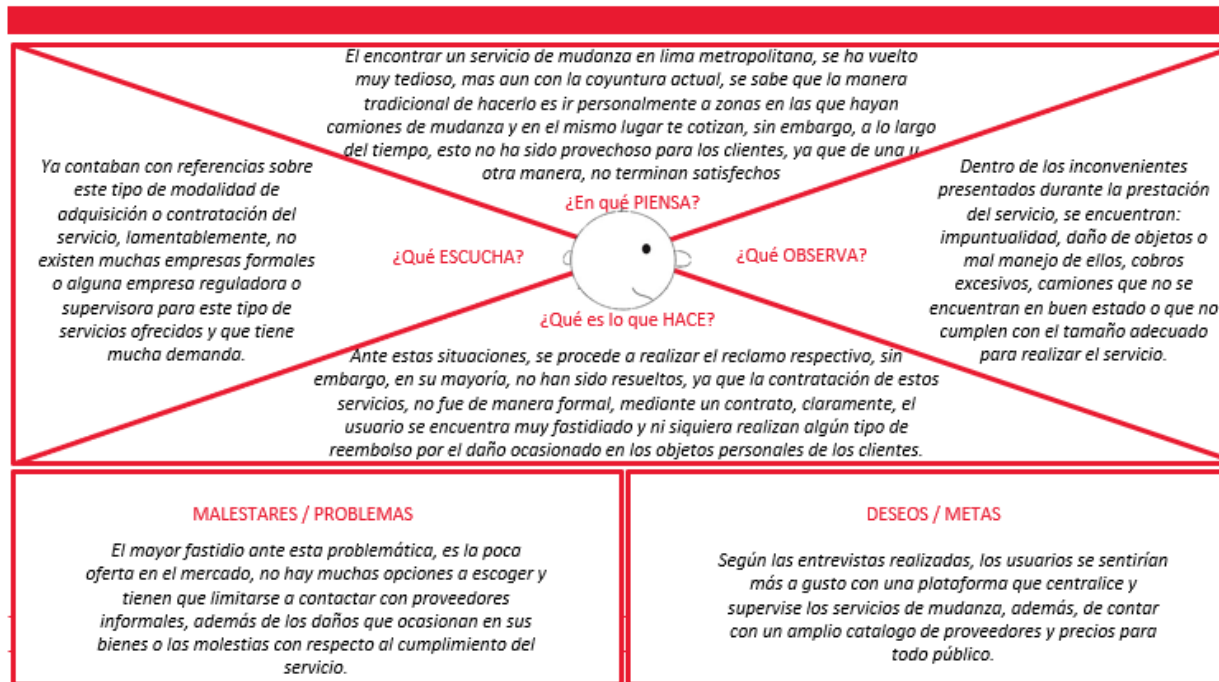 El encontrar un servicio de mudanza en lima metropolitana, se ha vuelto
muy tedioso, mas aun con la coyuntura actual, se sabe que la manera
tradicional de hacerlo es ir personalmente a zonas en las que hayan
camiones de mudanza y en el mismo lugar te cotizan, sin embargo, a lo largo
del tiempo, esto no ha sido provechoso para los clientes, ya que de una u
otra manera, no terminan satisfechos
¿En qué PIENSA?
Ya contaban con referencias sobre
este tipo de modalidad de
adquisición o contratación del
servicio, lamentablemente, no
existen muchas empresas formales
o alguna empresa reguladora o
supervisora para este tipo de
servicios ofrecidos y que tiene
mucha demanda.
¿Qué ESCUCHA?
¿Qué OBSERVA?
Dentro de los inconvenientes
presentados durante la prestación
del servicio, se encuentran:
impuntualidad, daño de objetos o
mal manejo de ellos, cobros
excesivos, camiones que no se
encuentran en buen estado o que no
cumplen con el tamaño adecuado
para realizar el servicio.
¿Qué es lo que HACE?
Ante estas situaciones, se procede a realizar el reclamo respectivo, sin
embargo, en su mayoría, no han sido resueltos, ya que la contratación de estos
servicios, no fue de manera formal, mediante un contrato, claramente, el
usuario se encuentra muy fastidiado y ni siquiera realizan algún tipo de
reembolso por el daño ocasionado en los objetos personales de los clientes.
MALESTARES / PROBLEMAS
El mayor fastidio ante esta problemática, es la poca
oferta en el mercado, no hay muchas opciones a escoger y
tienen que limitarse a contactar con proveedores
informales, además de los daños que ocasionan en sus
bienes o las molestias con respecto al cumplimiento del
servicio.
DESEOS / METAS
Según las entrevistas realizadas, los usuarios se sentirían
más a gusto con una plataforma que centralice y
supervise los servicios de mudanza, además, de contar
con un amplio catalogo de proveedores y precios para
todo público.